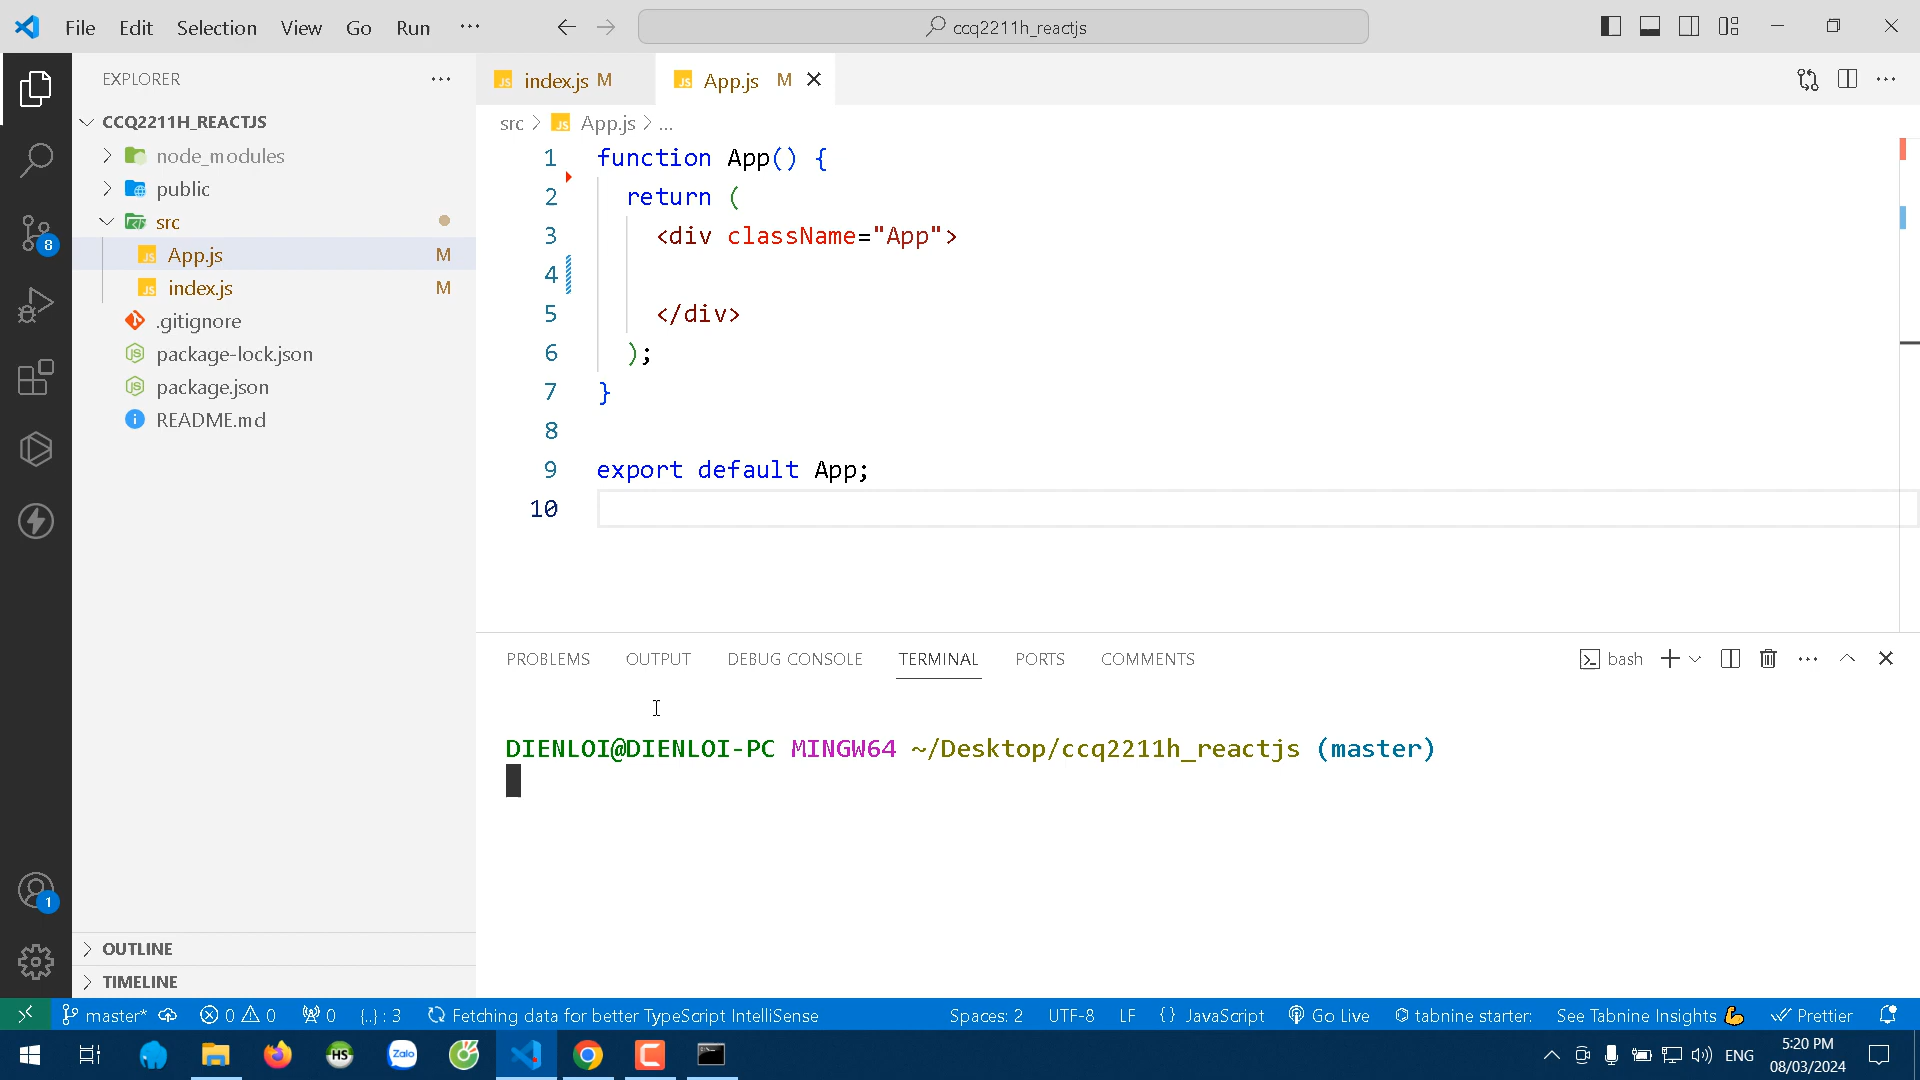 File Edit Selection View Go Run ···
ccq2211h_reactjs
EXPLORER
index.js M
App.js M
CCQ2211H_REACTJS
src > App.js > ...
node_modules
public
src
App.js M
index.js M
.gitignore
package-lock.json
package.json
README.md
8
1
OUTLINE
TIMELINE
1 function App() {
2 return (
3 <div className="App">
4
5 </div>
6 );
7 }
8
9 export default App;
10
PROBLEMS OUTPUT DEBUG CONSOLE TERMINAL PORTS COMMENTS
bash
DIENLOI@DIENLOI-PC MINGW64 ~/Desktop/ccq2211h_reactjs (master)
master* 0 0 0 {..} : 3 Fetching data for better TypeScript IntelliSense Spaces: 2 UTF-8 LF {} JavaScript Go Live tabnine starter: See Tabnine Insights Prettier
HS Zalo
ENG
5:20 PM
08/03/2024